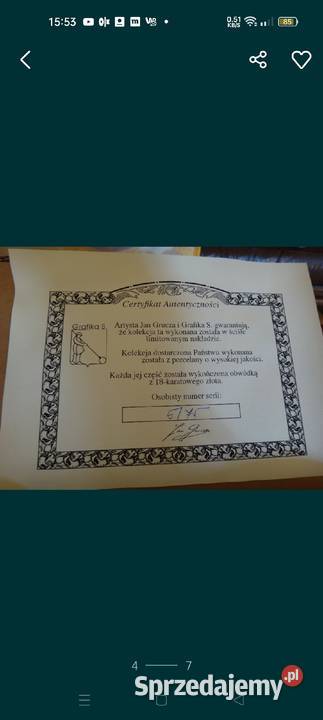 15:53
0.51
KB/S
85
Certyfikat Autentyczności
Grafika S.
Artysta Jan Grucza i Grafika S. gwarantują,
że kolekcja ta wykonana została w ściśle
limitowanym nakładzie.
Kolekcja dostarczona Państwu wykonana
została z porcelany o wysokiej jakości.
Każda jej część została wykończona obwódką
z 18-karatowego złota.
Osobisty numer serii:
5/75
4
7
Sprzedajemy.pl